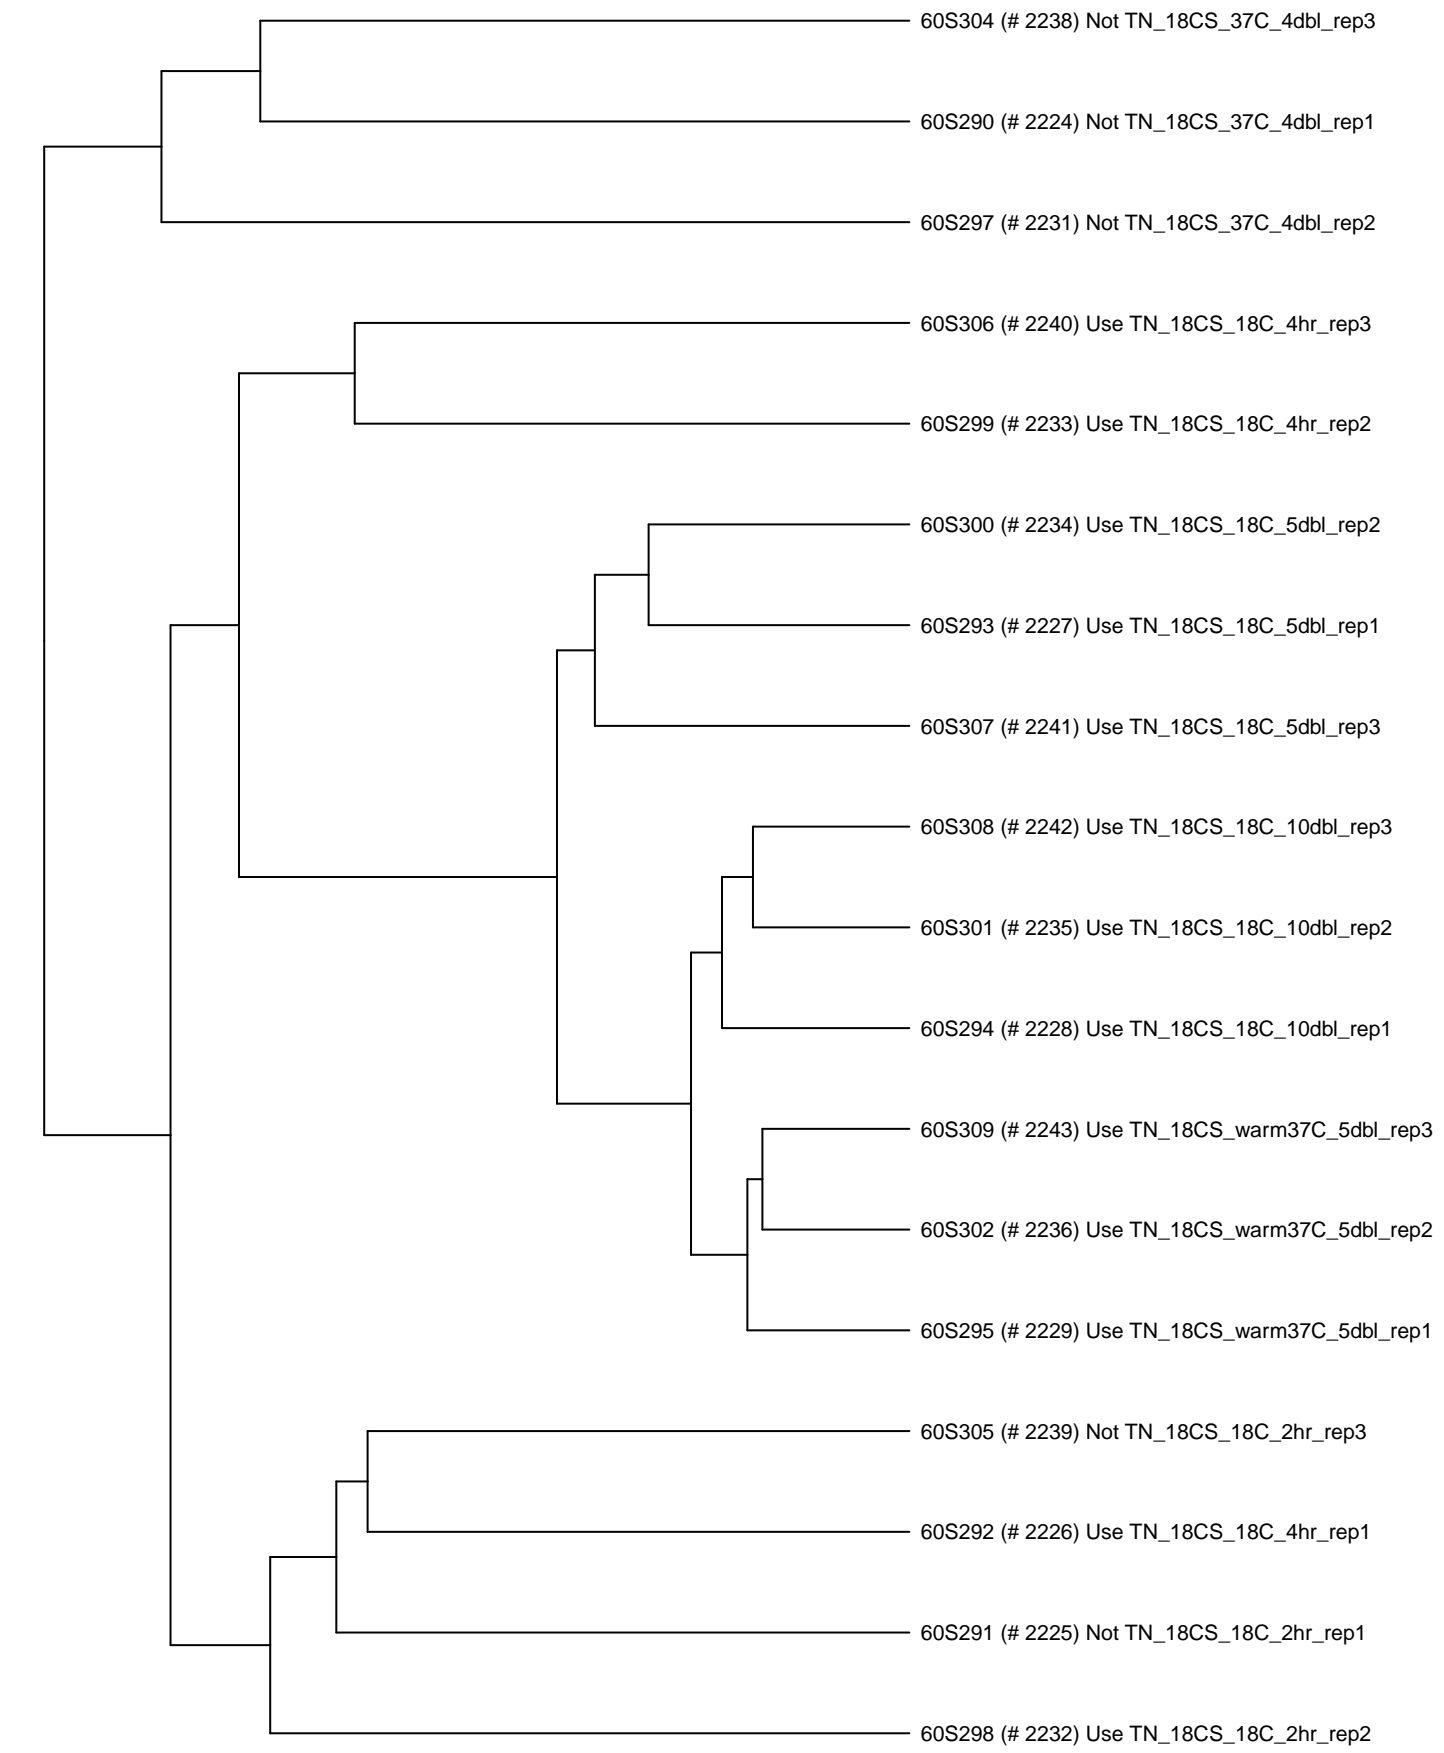 60S304 (# 2238) Not TN_18CS_37C_4dbl_rep3
60S290 (# 2224) Not TN_18CS_37C_4dbl_rep1
60S297 (# 2231) Not TN_18CS_37C_4dbl_rep2
60S306 (# 2240) Use TN_18CS_18C_4hr_rep3
60S299 (# 2233) Use TN_18CS_18C_4hr_rep2
60S300 (# 2234) Use TN_18CS_18C_5dbl_rep2
60S293 (# 2227) Use TN_18CS_18C_5dbl_rep1
60S307 (# 2241) Use TN_18CS_18C_5dbl_rep3
60S308 (# 2242) Use TN_18CS_18C_10dbl_rep3
60S301 (# 2235) Use TN_18CS_18C_10dbl_rep2
60S294 (# 2228) Use TN_18CS_18C_10dbl_rep1
60S309 (# 2243) Use TN_18CS_warm37C_5dbl_rep3
60S302 (# 2236) Use TN_18CS_warm37C_5dbl_rep2
60S295 (# 2229) Use TN_18CS_warm37C_5dbl_rep1
60S305 (# 2239) Not TN_18CS_18C_2hr_rep3
60S292 (# 2226) Use TN_18CS_18C_4hr_rep1
60S291 (# 2225) Not TN_18CS_18C_2hr_rep1
60S298 (# 2232) Use TN_18CS_18C_2hr_rep2